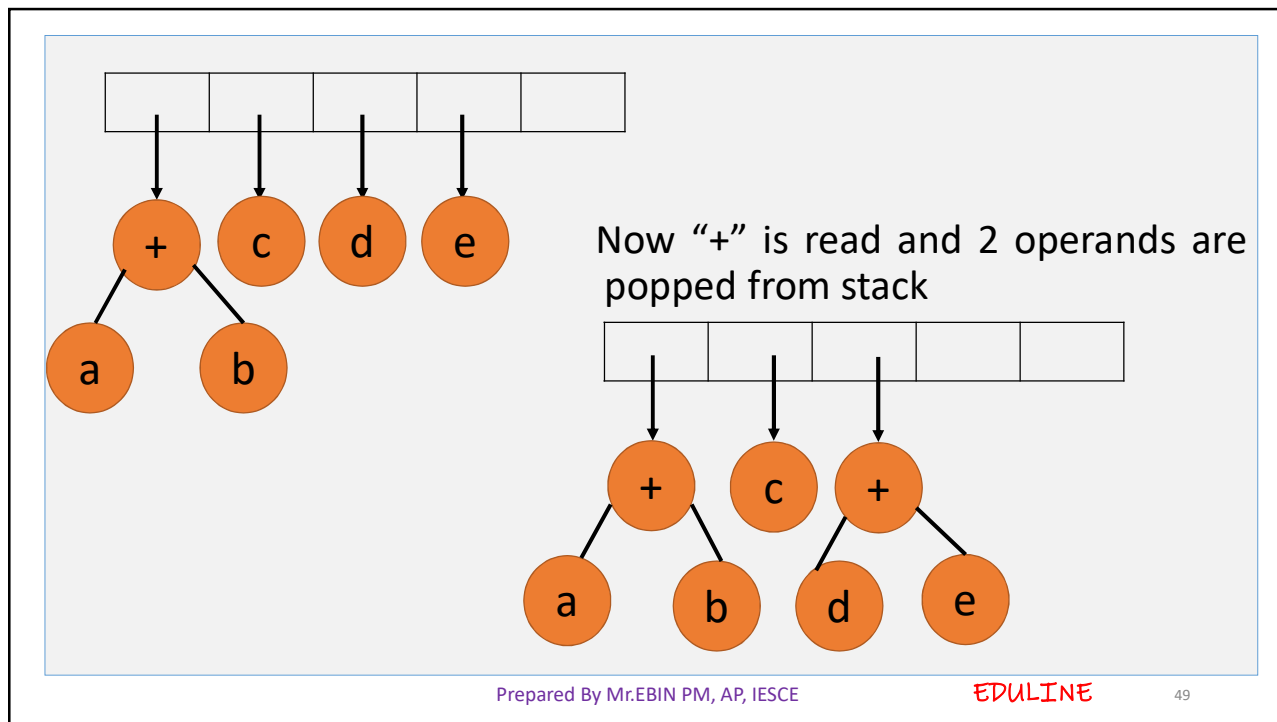 + c d e
a b
Now “+” is read and 2 operands are
popped from stack
+ c +
a b d e
Prepared By Mr.EBIN PM, AP, IESCE EDULINE 49